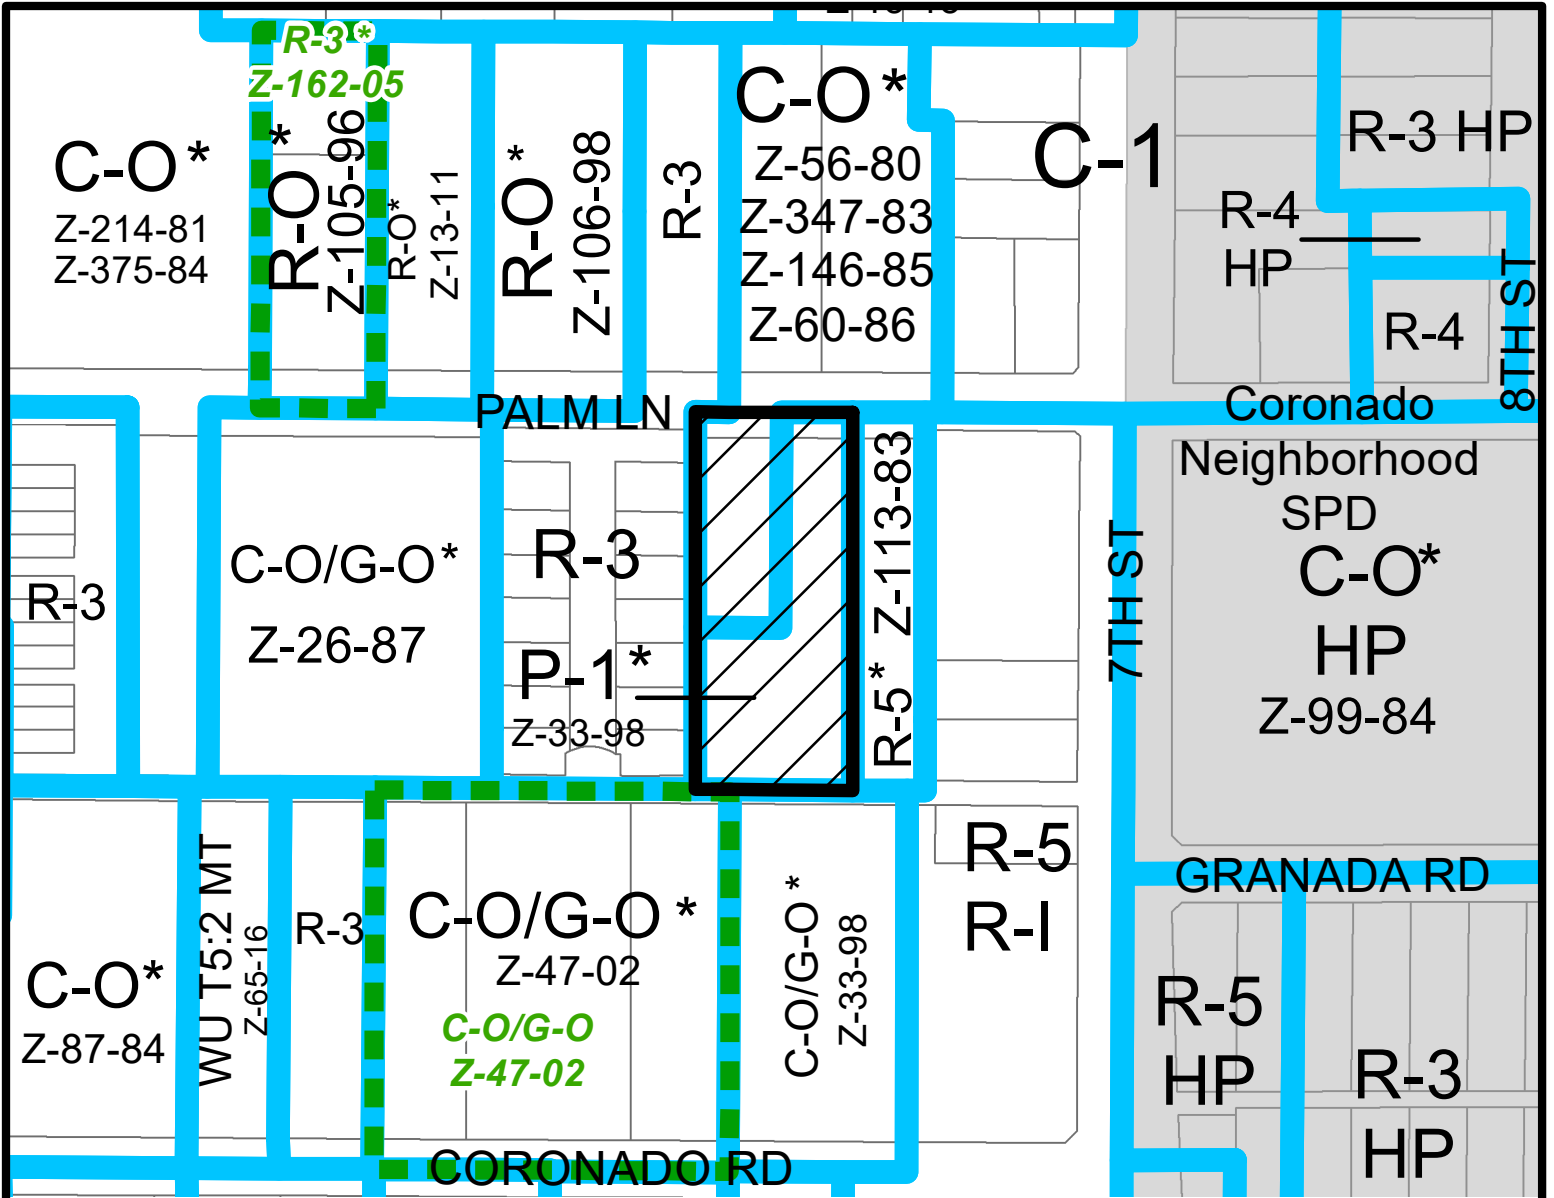 R-3 *
Z-162-05
C-O*
Z-214-81
Z-375-84
R-O*
Z-105-96
R-O*
Z-13-11
R-O*
Z-106-98
R-3
C-O*
Z-56-80
Z-347-83
Z-146-85
Z-60-86
C-1
R-3 HP
R-4
HP
R-4
8TH ST
PALM LN
Coronado
Neighborhood
SPD
C-O*
HP
Z-99-84
R-3
C-O/G-O*
Z-26-87
R-3
P-1*
Z-33-98
R-5* Z-113-83
7TH ST
GRANADA RD
C-O*
Z-87-84
WU T5:2 MT
Z-65-16
R-3
C-O/G-O *
Z-47-02
C-O/G-O
Z-47-02
C-O/G-O*
Z-33-98
R-5
R-I
R-5
HP
R-3
HP
CORONADO RD